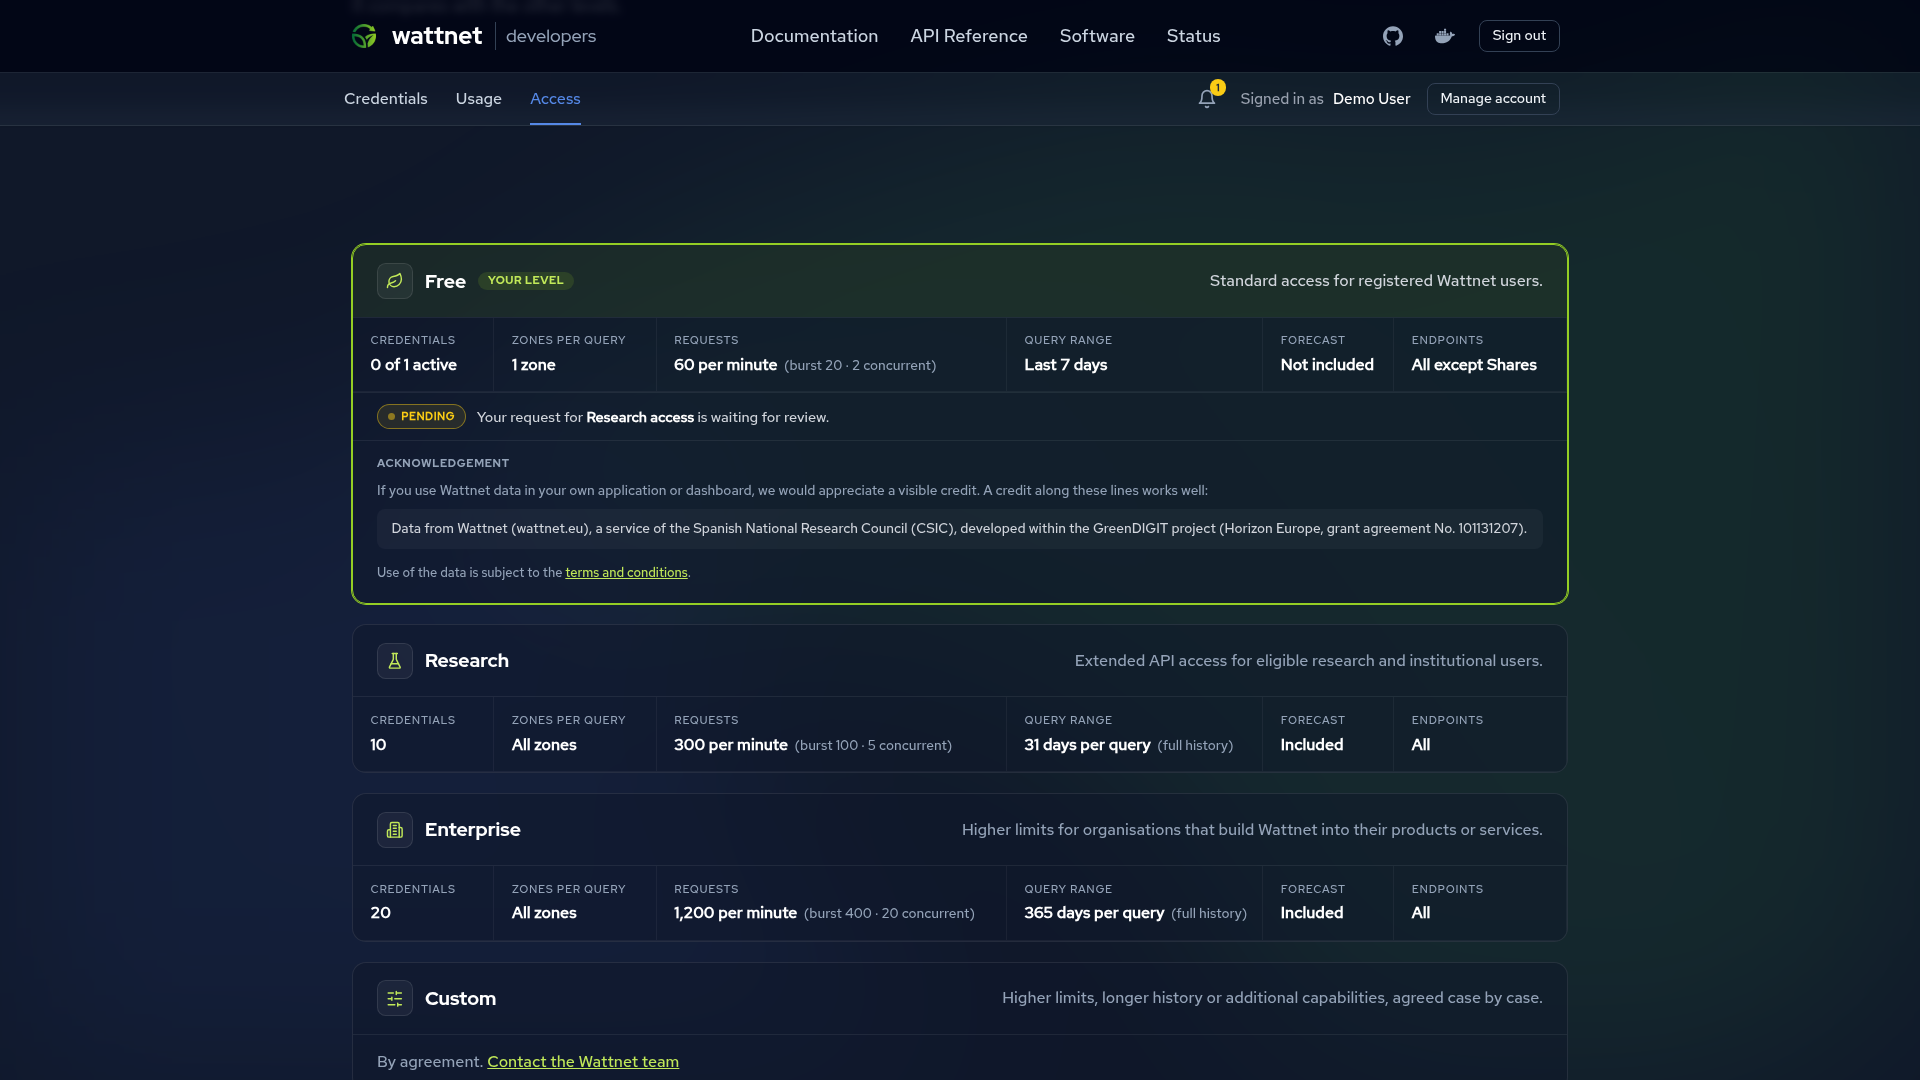 wattnet developers Documentation API Reference Software Status Sign out
Credentials Usage Access 1 Signed in as Demo User Manage account
Free YOUR LEVEL Standard access for registered Wattnet users.
CREDENTIALS ZONES PER QUERY REQUESTS QUERY RANGE FORECAST ENDPOINTS
0 of 1 active 1 zone 60 per minute (burst 20 · 2 concurrent) Last 7 days Not included All except Shares
PENDING Your request for Research access is waiting for review.
ACKNOWLEDGEMENT
If you use Wattnet data in your own application or dashboard, we would appreciate a visible credit. A credit along these lines works well:
Data from Wattnet (wattnet.eu), a service of the Spanish National Research Council (CSIC), developed within the GreenDIGIT project (Horizon Europe, grant agreement No. 101131207).
Use of the data is subject to the terms and conditions.
Research Extended API access for eligible research and institutional users.
CREDENTIALS ZONES PER QUERY REQUESTS QUERY RANGE FORECAST ENDPOINTS
10 All zones 300 per minute (burst 100 · 5 concurrent) 31 days per query (full history) Included All
Enterprise Higher limits for organisations that build Wattnet into their products or services.
CREDENTIALS ZONES PER QUERY REQUESTS QUERY RANGE FORECAST ENDPOINTS
20 All zones 1,200 per minute (burst 400 · 20 concurrent) 365 days per query (full history) Included All
Custom Higher limits, longer history or additional capabilities, agreed case by case.
By agreement. Contact the Wattnet team